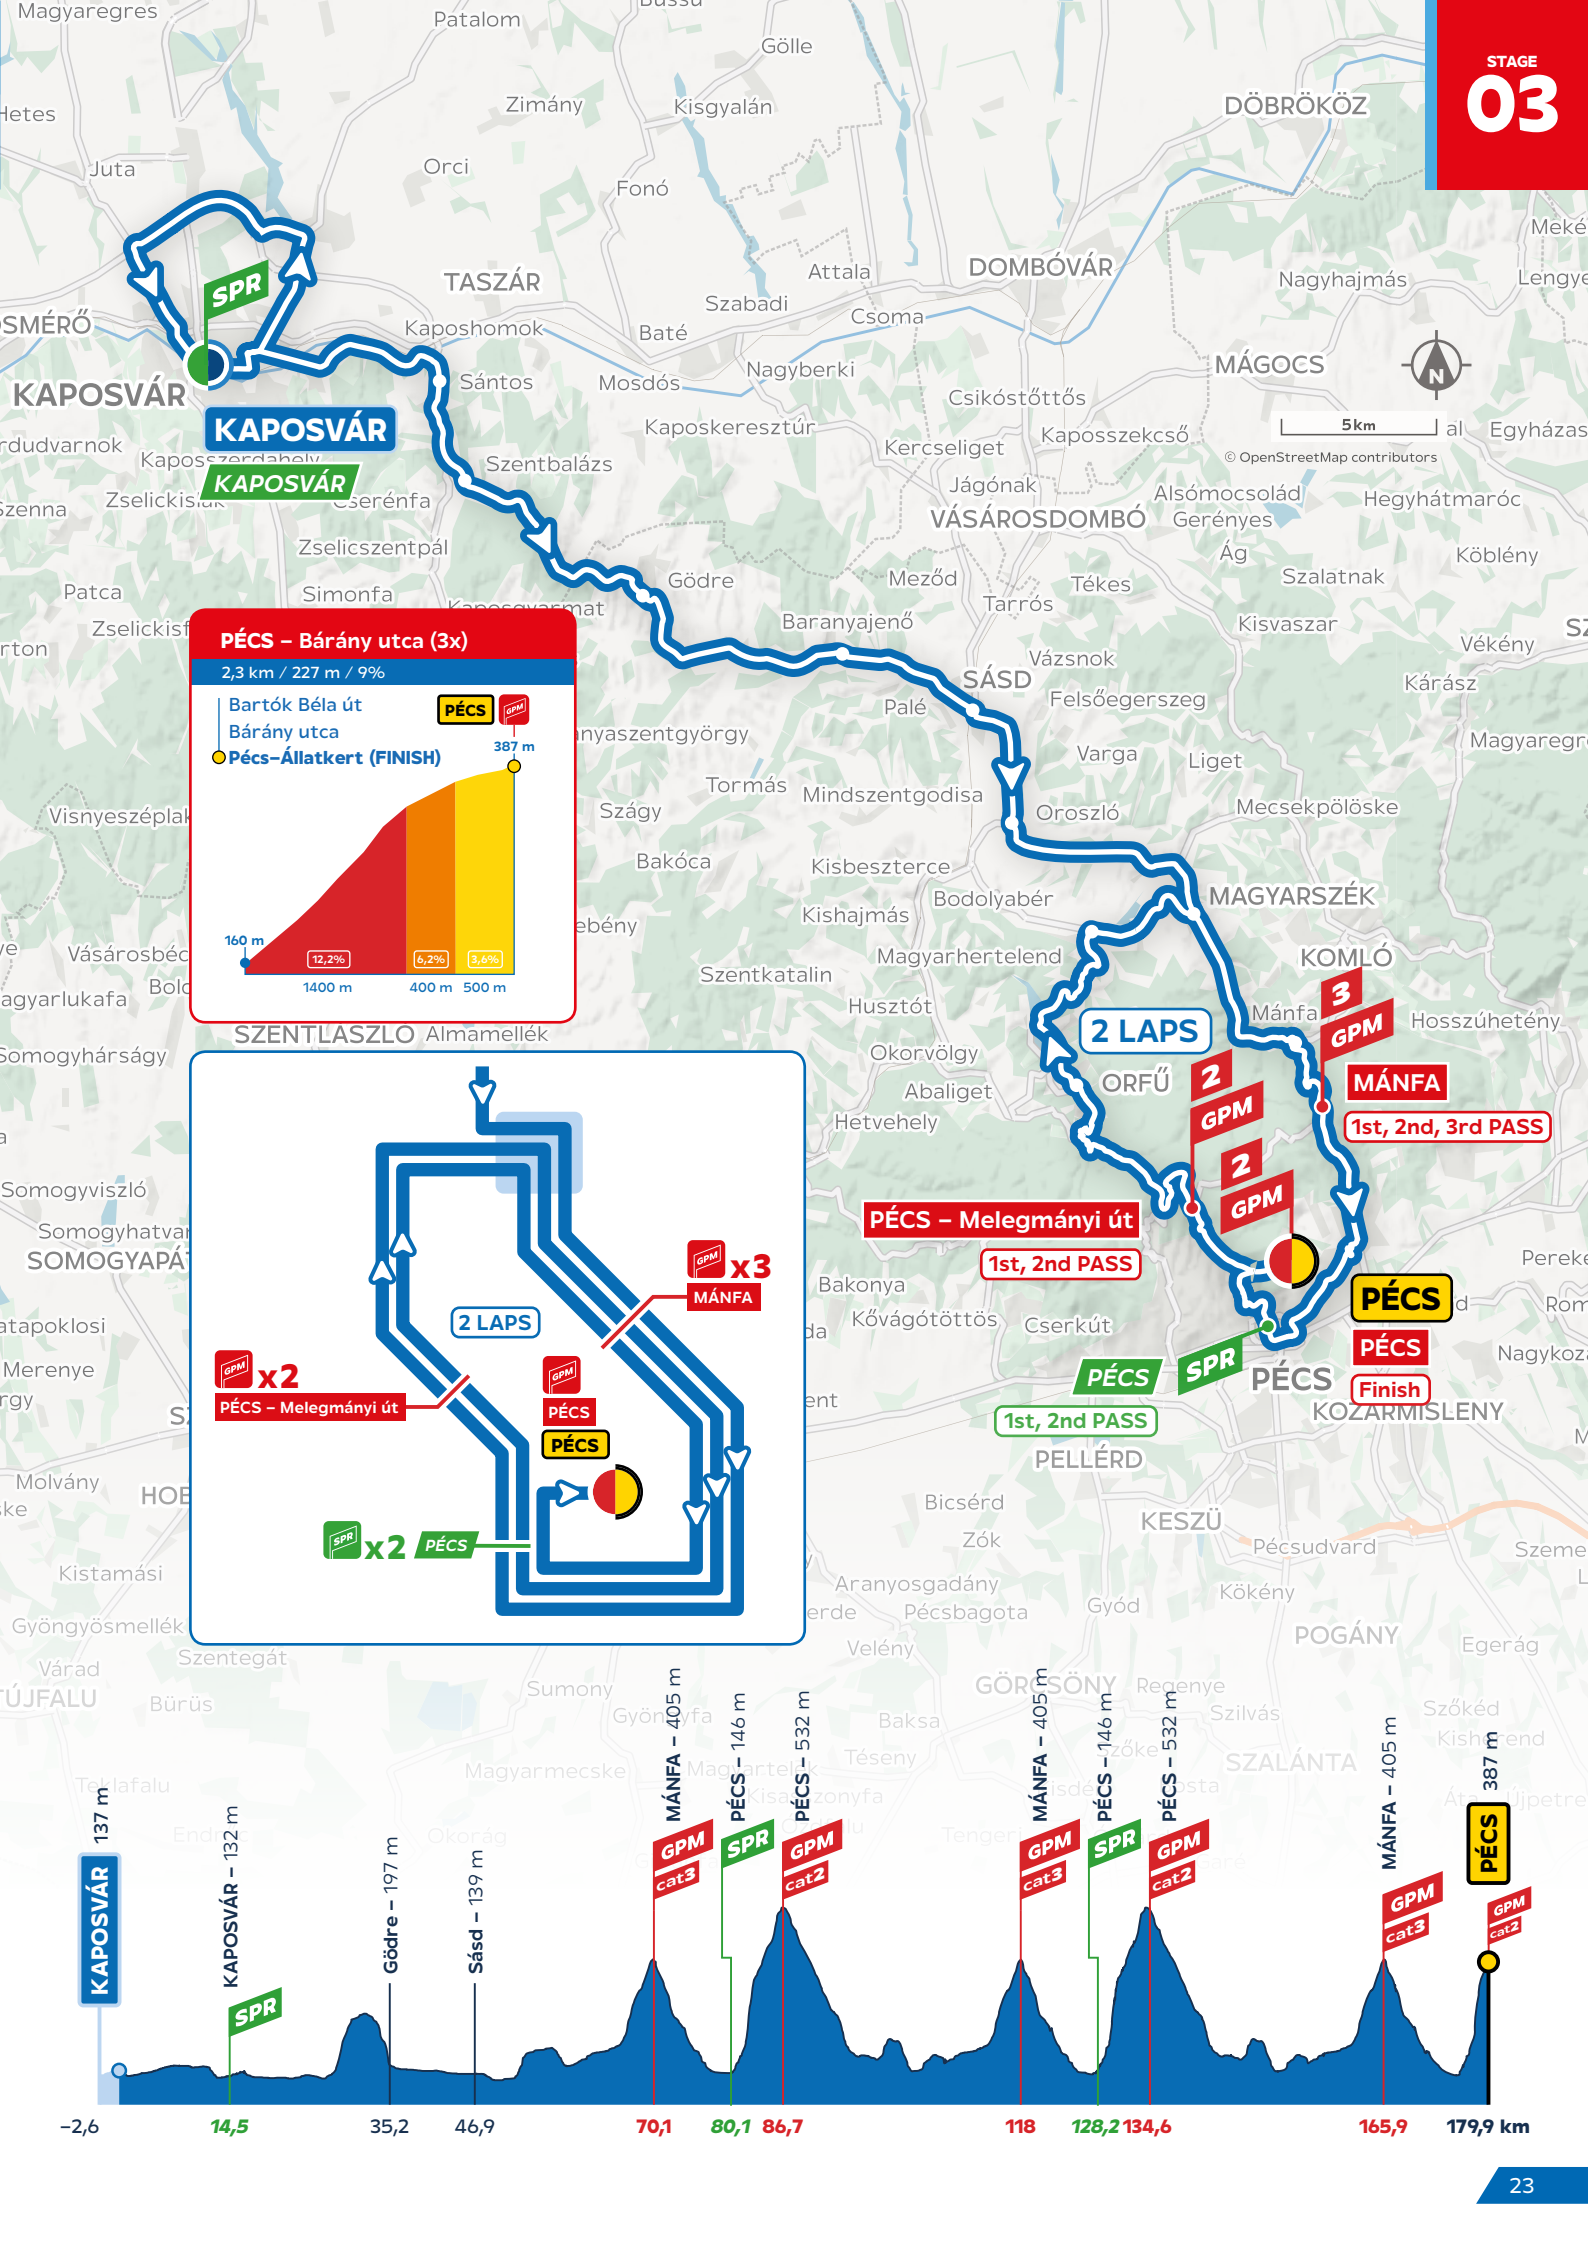 Magyaregres
Patalom
Gölle
STAGE
03
Hetes
Zimány
Kisgyalán
DÖBRÖKÖZ
Juta
Orci
Fonó
SPR
TASZÁR
Attala
DOMBÓVÁR
Nagyhajmás
Szabadi
Csoma
Kaposhomok
Baté
KAPOSVÁR
Sántos
Mosdós
Nagyberki
MÁGOCS
N
KAPOSVÁR
Csikóstőttős
5km
Kaposkeresztúr
Kercseliget
Kaposszekcső
© OpenStreetMap contributors
Kaposszerdahely
KAPOSVÁR
Szentbalázs
Jágónak
Alsómocsolád
Hegyhátmaróc
VÁSÁROSDOMBÓ
Gerényes
Zselicszentpál
Ág
Köblény
Patca
Simonfa
Gödre
Meződ
Tékes
Szalatnak
Tarrós
Baranyajenő
Kisvaszar
Vékény
PÉCS – Bárány utca (3x)
2,3 km / 227 m / 9%
Bartók Béla út
Bárány utca
Pécs–Állatkert (FINISH)
PÉCS
GPM
387 m
160 m
12,2%
6,2%
3,6%
1400 m
400 m
500 m
SÁSD
Vázsnok
Felsőegerszeg
Kárász
Palé
Varga
Liget
Tormás
Mindszentgodisa
Szágy
Oroszló
Mecsekpölöske
Bakóca
Kisbeszterce
Bodolyabér
MAGYARSZÉK
Kishajmás
Magyarhertelend
KOMLÓ
Szentkatalin
Husztót
2 LAPS
Mánfa
Hosszúhetény
3
GPM
MÁNFA
1st, 2nd, 3rd PASS
SZENTLÁSZLÓ
Almamellék
Somogyhárságy
Okorvölgy
Abaliget
ORFŰ
Hetvehely
2
GPM
2
GPM
Somogyviszló
PÉCS – Melegmányi út
1st, 2nd PASS
Bakonya
Kővágótöttös
Cserkút
PÉCS
PÉCS
Finish
PÉCS
SPR
PÉCS
1st, 2nd PASS
KOZÁRMISLENY
PELLÉRD
2 LAPS
GPM
x3
MÁNFA
GPM
x2
PÉCS – Melegmányi út
GPM
PÉCS
PÉCS
SPR
x2
PÉCS
Merenye
Molvány
Bicsérd
KESZÜ
Zók
Pécsudvard
Kistamási
Aranyosgadány
Kökény
Gyöngyösmellék
Pécsbagota
Gyód
Velény
POGÁNY
Egerág
Szentegát
Várad
Bürüs
Sumony
GÖRCSÖNY
Regenye
Szilvás
Szőkéd
Baksa
Téseny
Magyarmecske
SZALÁNTA
Teklafalu
Okorág
KAPOSVÁR
137 m
KAPOSVÁR – 132 m
SPR
Gödre – 197 m
Sásd – 139 m
MÁNFA – 405 m
GPM
cat3
PÉCS – 146 m
SPR
PÉCS – 532 m
GPM
cat2
MÁNFA – 405 m
GPM
cat3
PÉCS – 146 m
SPR
PÉCS – 532 m
GPM
cat2
MÁNFA – 405 m
GPM
cat3
PÉCS
387 m
GPM
cat2
–2,6
14,5
35,2
46,9
70,1
80,1
86,7
118
128,2
134,6
165,9
179,9 km
23